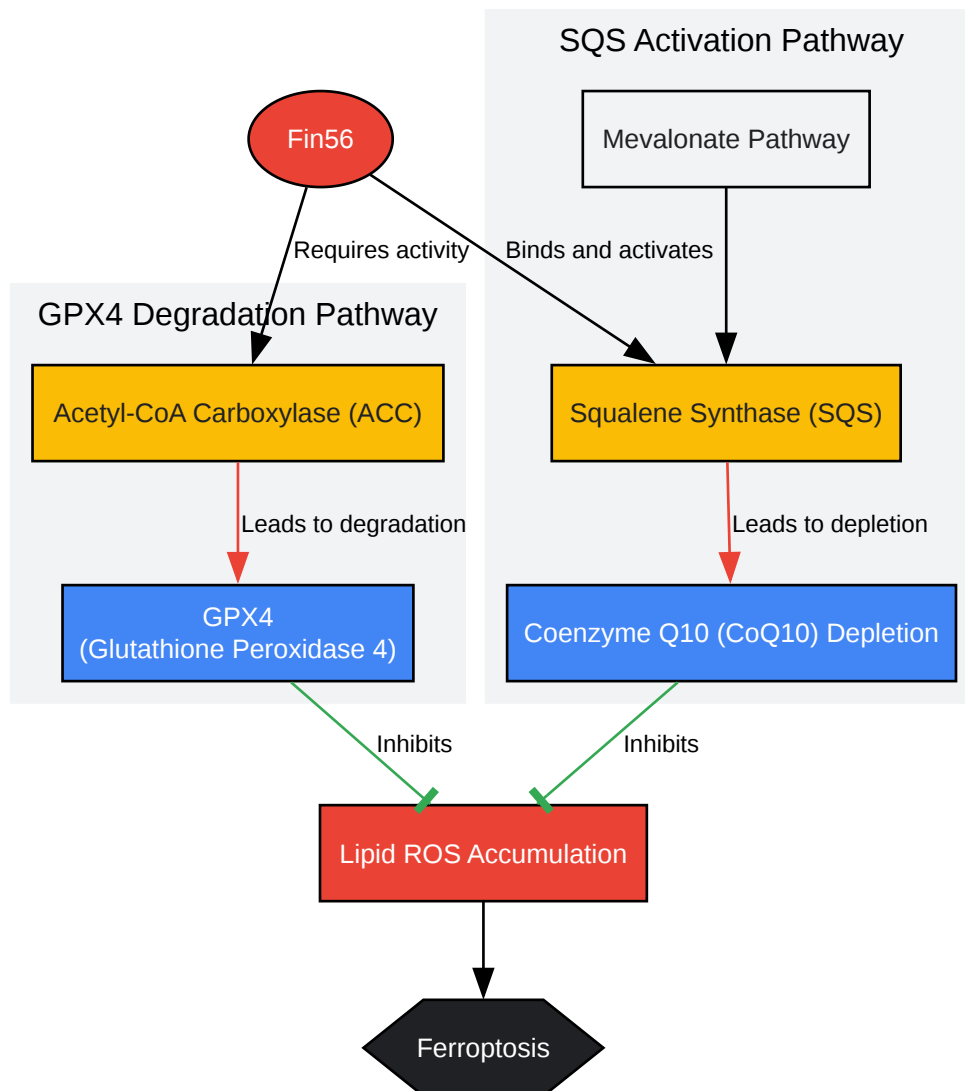 SQS Activation Pathway
Fin56
Mevalonate Pathway
Requires activity
Binds and activates
GPX4 Degradation Pathway
Acetyl-CoA Carboxylase (ACC)
Squalene Synthase (SQS)
Leads to degradation
Leads to depletion
GPX4
(Glutathione Peroxidase 4)
Coenzyme Q10 (CoQ10) Depletion
Inhibits
Inhibits
Lipid ROS Accumulation
Ferroptosis